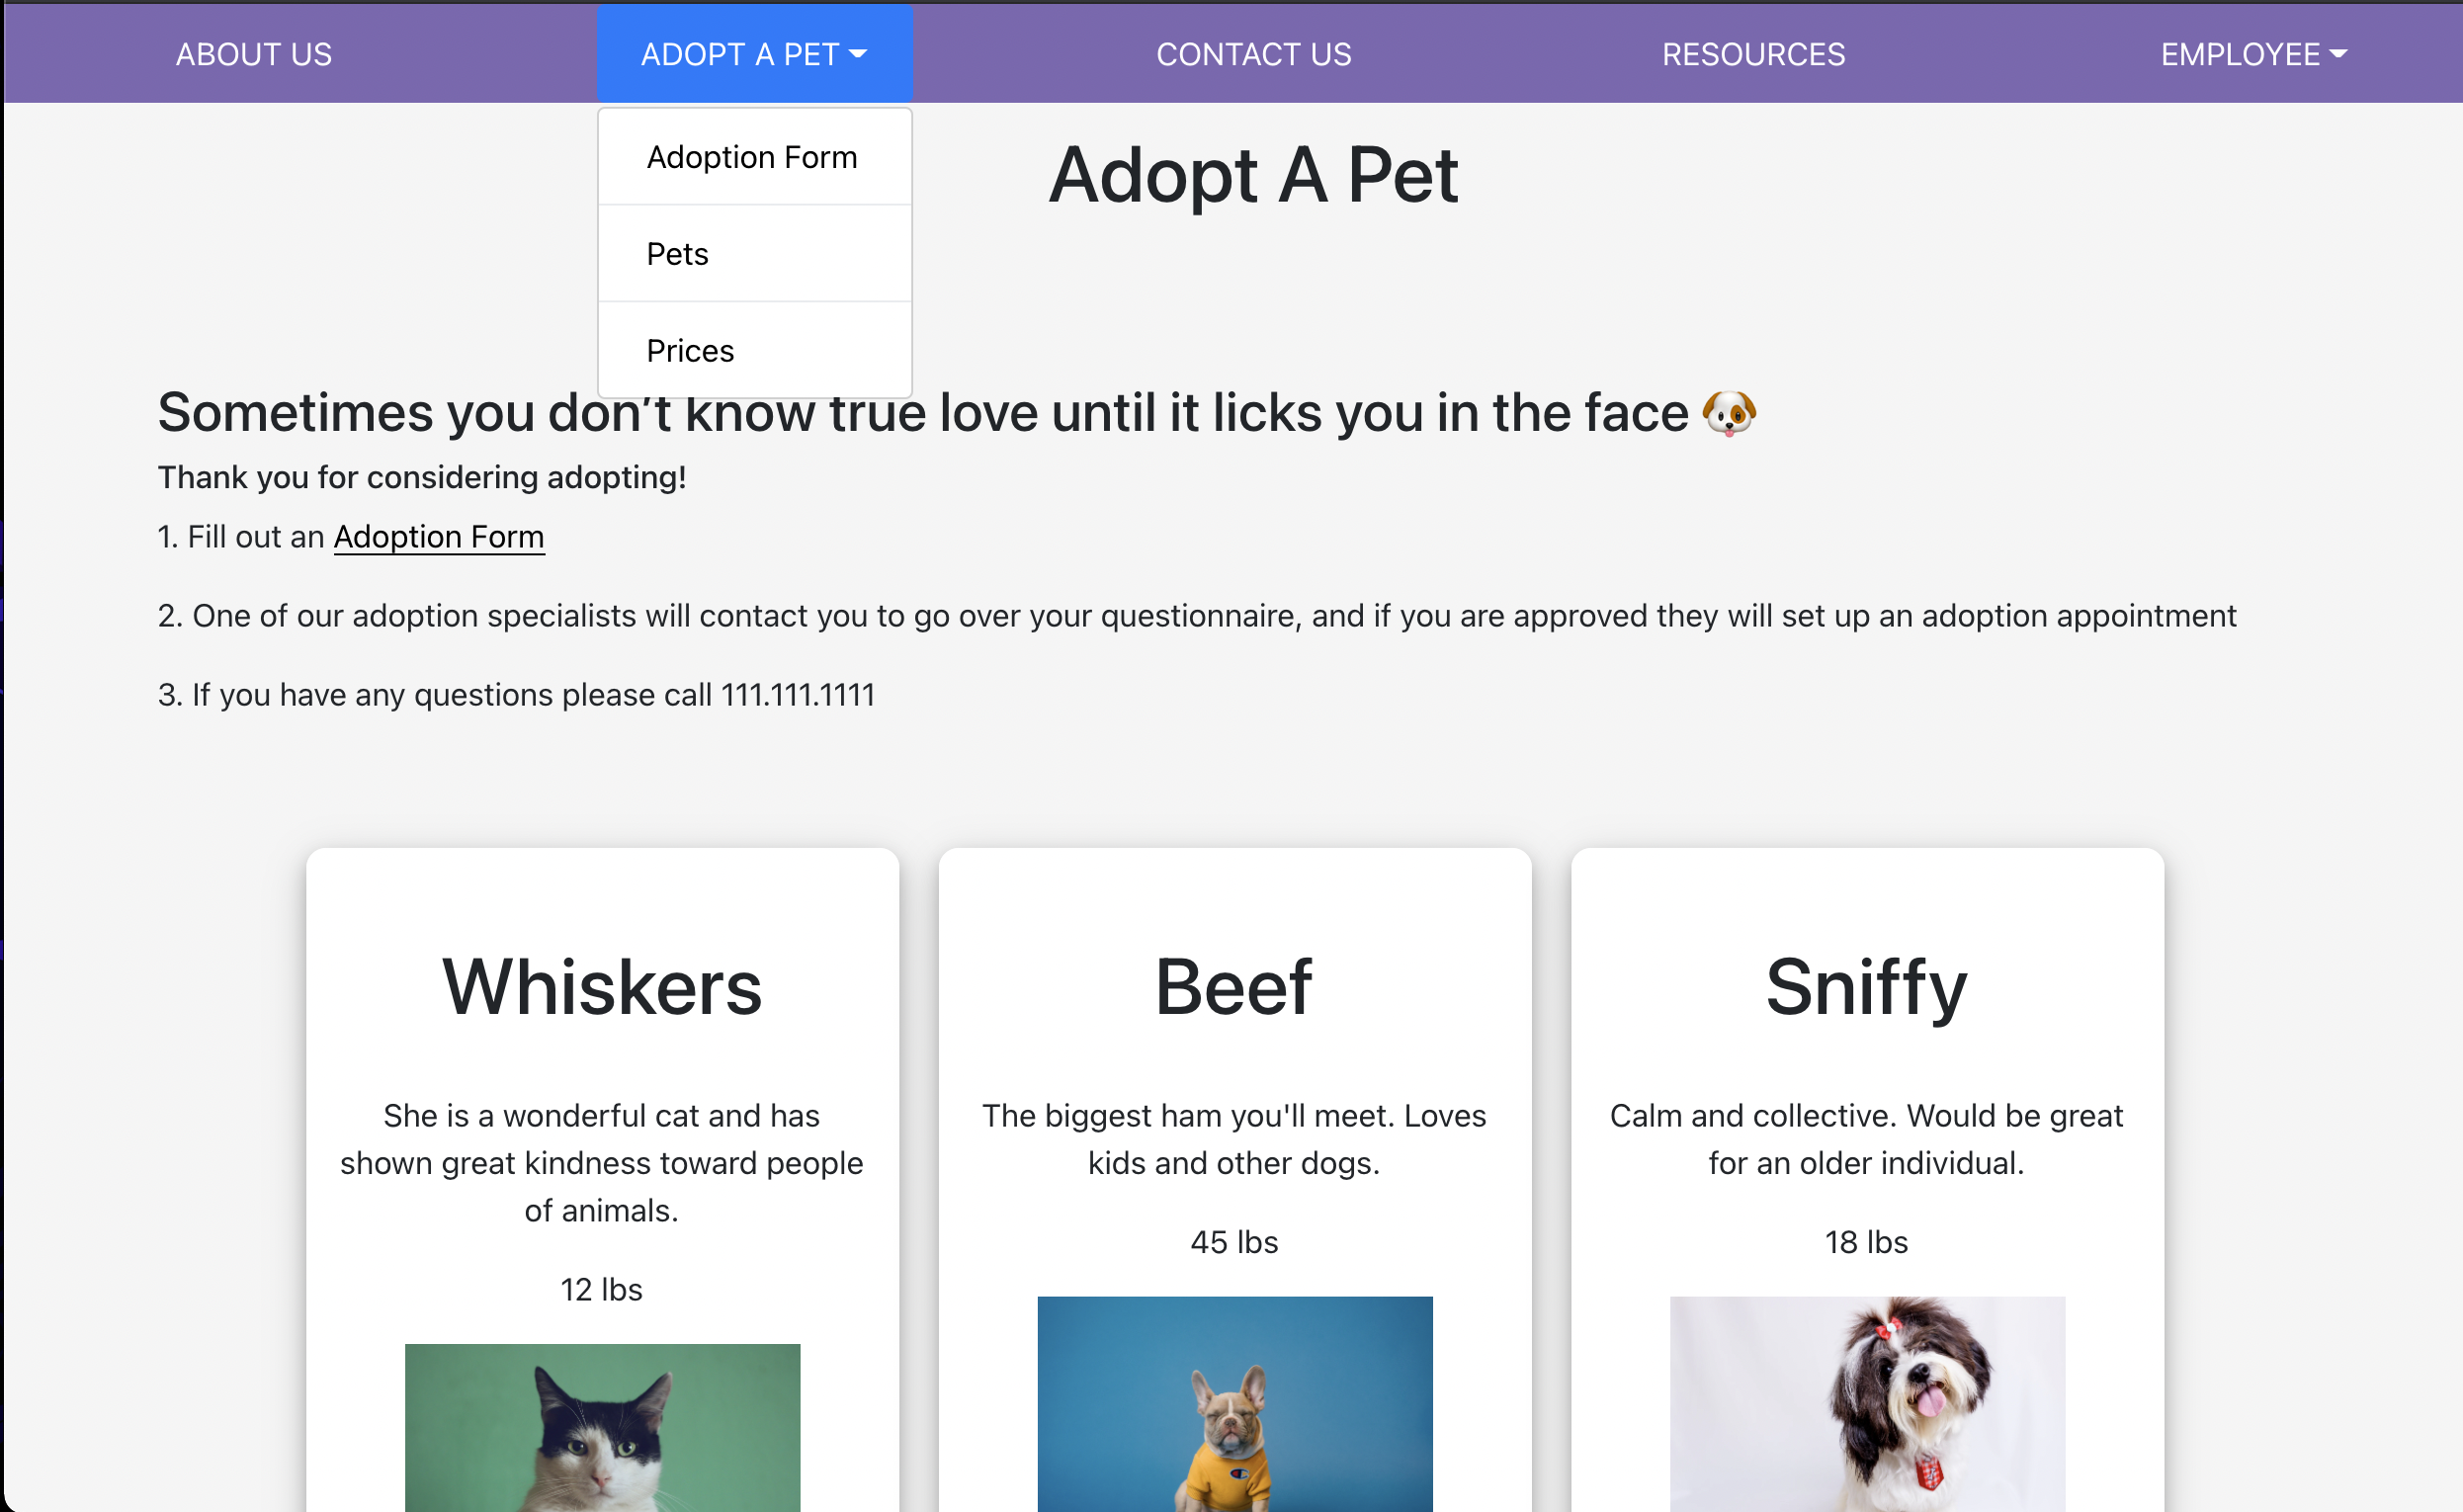 ABOUT US
ADOPT A PET
CONTACT US
RESOURCES
EMPLOYEE
Adoption Form
Pets
Prices
Adopt A Pet
Sometimes you don't know true love until it licks you in the face 🐶
Thank you for considering adopting!
1. Fill out an Adoption Form
2. One of our adoption specialists will contact you to go over your questionnaire, and if you are approved they will set up an adoption appointment
3. If you have any questions please call 111.111.1111
Whiskers
She is a wonderful cat and has
shown great kindness toward people
of animals.
12 lbs
Beef
The biggest ham you'll meet. Loves
kids and other dogs.
45 lbs
Sniffy
Calm and collective. Would be great
for an older individual.
18 lbs